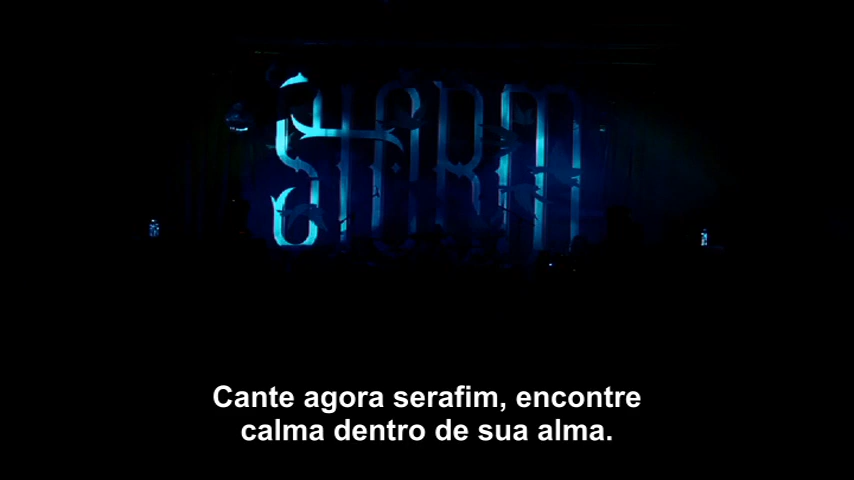 STORM
Cante agora serafim, encontre
calma dentro de sua alma.